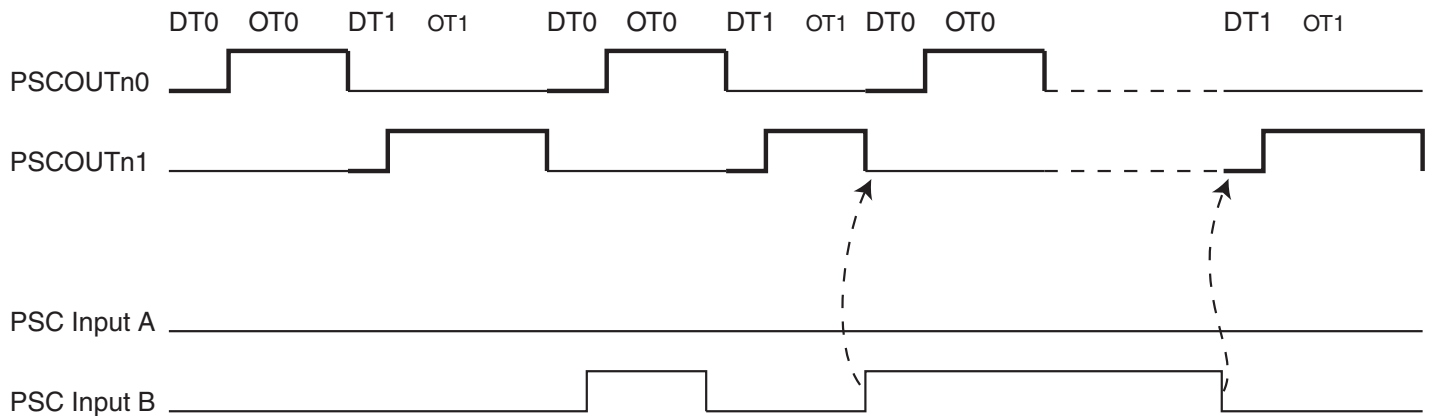 DT0 OT0 DT1 OT1 DT0 OT0 DT1 OT1 DT0 OT0 DT1 OT1
PSCOUTn0
PSCOUTn1
PSC Input A
PSC Input B